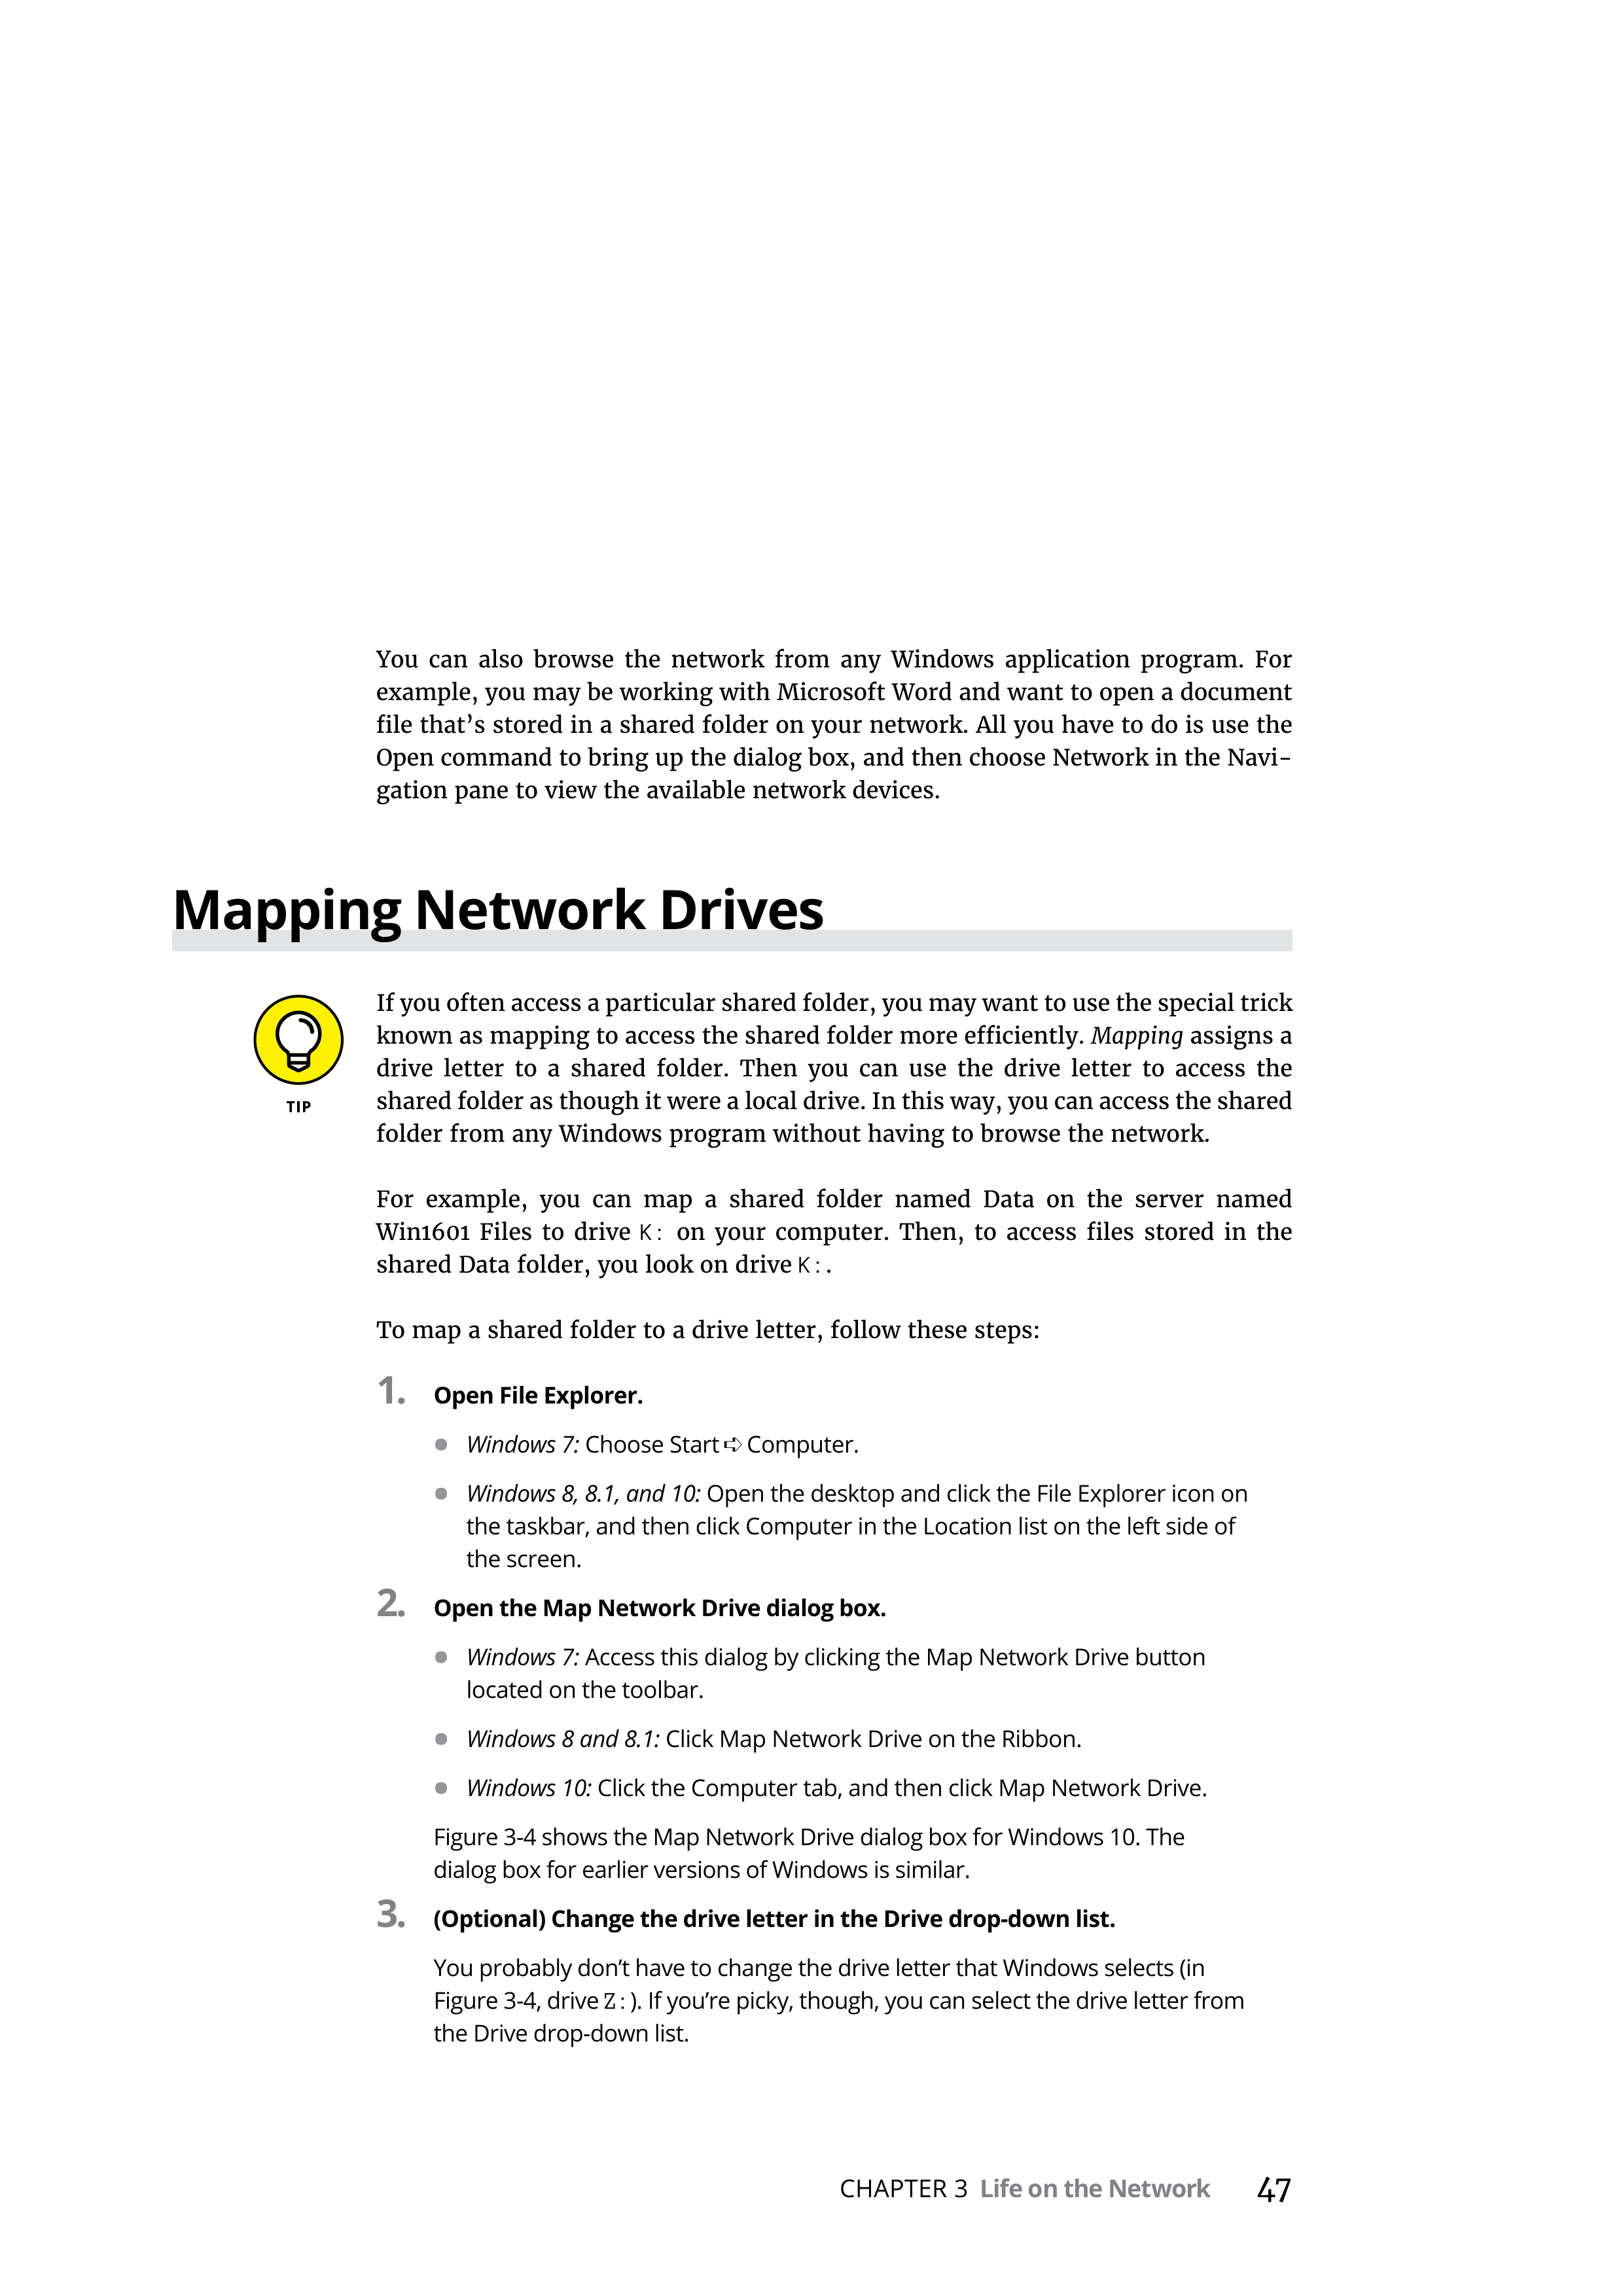 You can also browse the network from any Windows application program. For
example, you may be working with Microsoft Word and want to open a document
file that’s stored in a shared folder on your network. All you have to do is use the
Open command to bring up the dialog box, and then choose Network in the Navi-
gation pane to view the available network devices.
Mapping Network Drives
TIP
If you often access a particular shared folder, you may want to use the special trick
known as mapping to access the shared folder more efficiently. Mapping assigns a
drive letter to a shared folder. Then you can use the drive letter to access the
shared folder as though it were a local drive. In this way, you can access the shared
folder from any Windows program without having to browse the network.
For example, you can map a shared folder named Data on the server named
Win1601 Files to drive K: on your computer. Then, to access files stored in the
shared Data folder, you look on drive K:.
To map a shared folder to a drive letter, follow these steps:
1. Open File Explorer.
• Windows 7: Choose Start ➪ Computer.
• Windows 8, 8.1, and 10: Open the desktop and click the File Explorer icon on
the taskbar, and then click Computer in the Location list on the left side of
the screen.
2. Open the Map Network Drive dialog box.
• Windows 7: Access this dialog by clicking the Map Network Drive button
located on the toolbar.
• Windows 8 and 8.1: Click Map Network Drive on the Ribbon.
• Windows 10: Click the Computer tab, and then click Map Network Drive.
Figure 3-4 shows the Map Network Drive dialog box for Windows 10. The
dialog box for earlier versions of Windows is similar.
3. (Optional) Change the drive letter in the Drive drop-down list.
You probably don’t have to change the drive letter that Windows selects (in
Figure 3-4, drive Z:). If you’re picky, though, you can select the drive letter from
the Drive drop-down list.
CHAPTER 3 Life on the Network 47